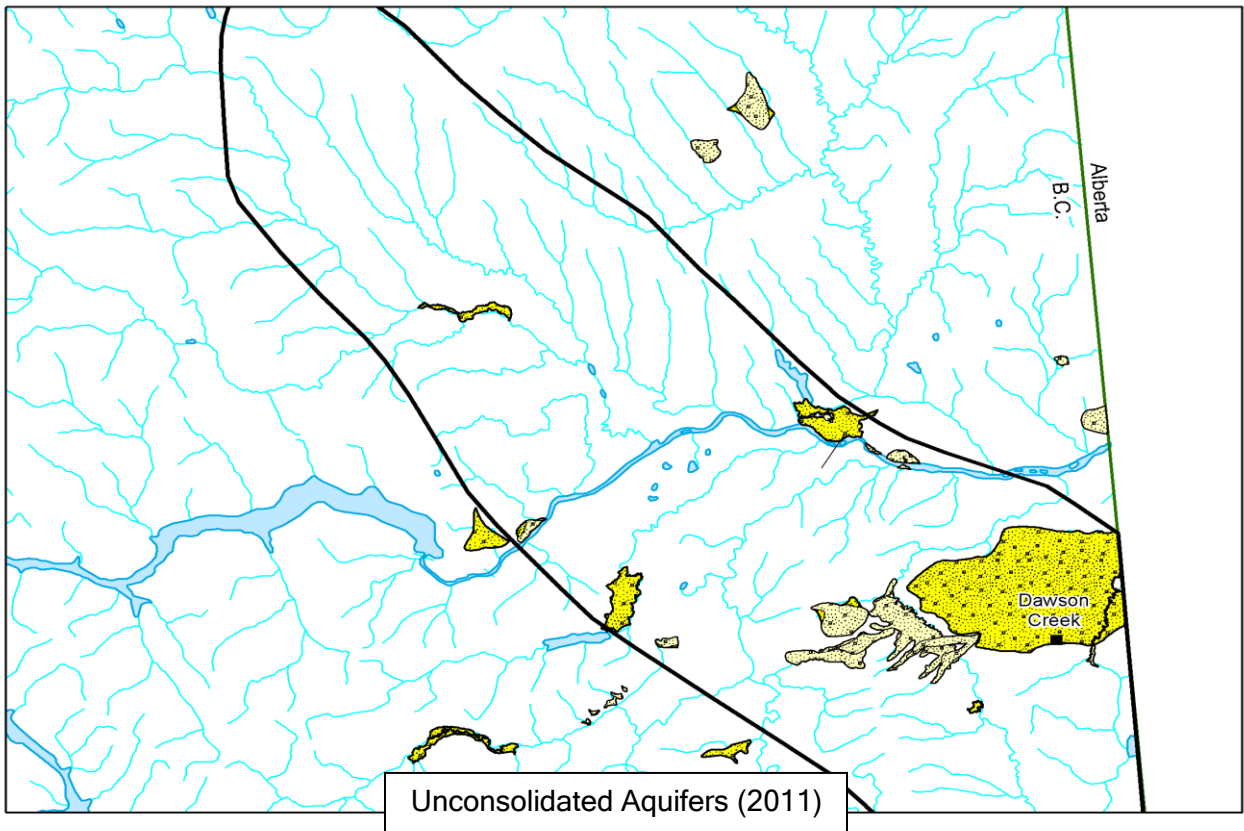 Alberta
B.C.
Dawson
Creek
Unconsolidated Aquifers (2011)